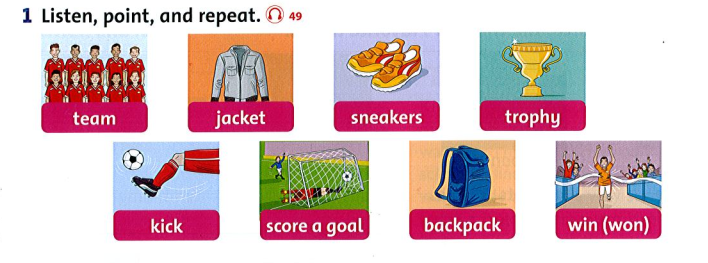 1 Listen, point, and repeat. 49
team jacket sneakers trophy
kick score a goal backpack win (won)